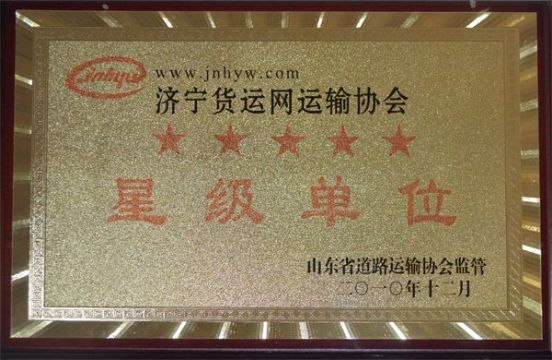 jnhyw
www.jnhyw.com
济宁货运网运输协会
星级单位
山东省道路运输协会监管
二〇一〇年十二月